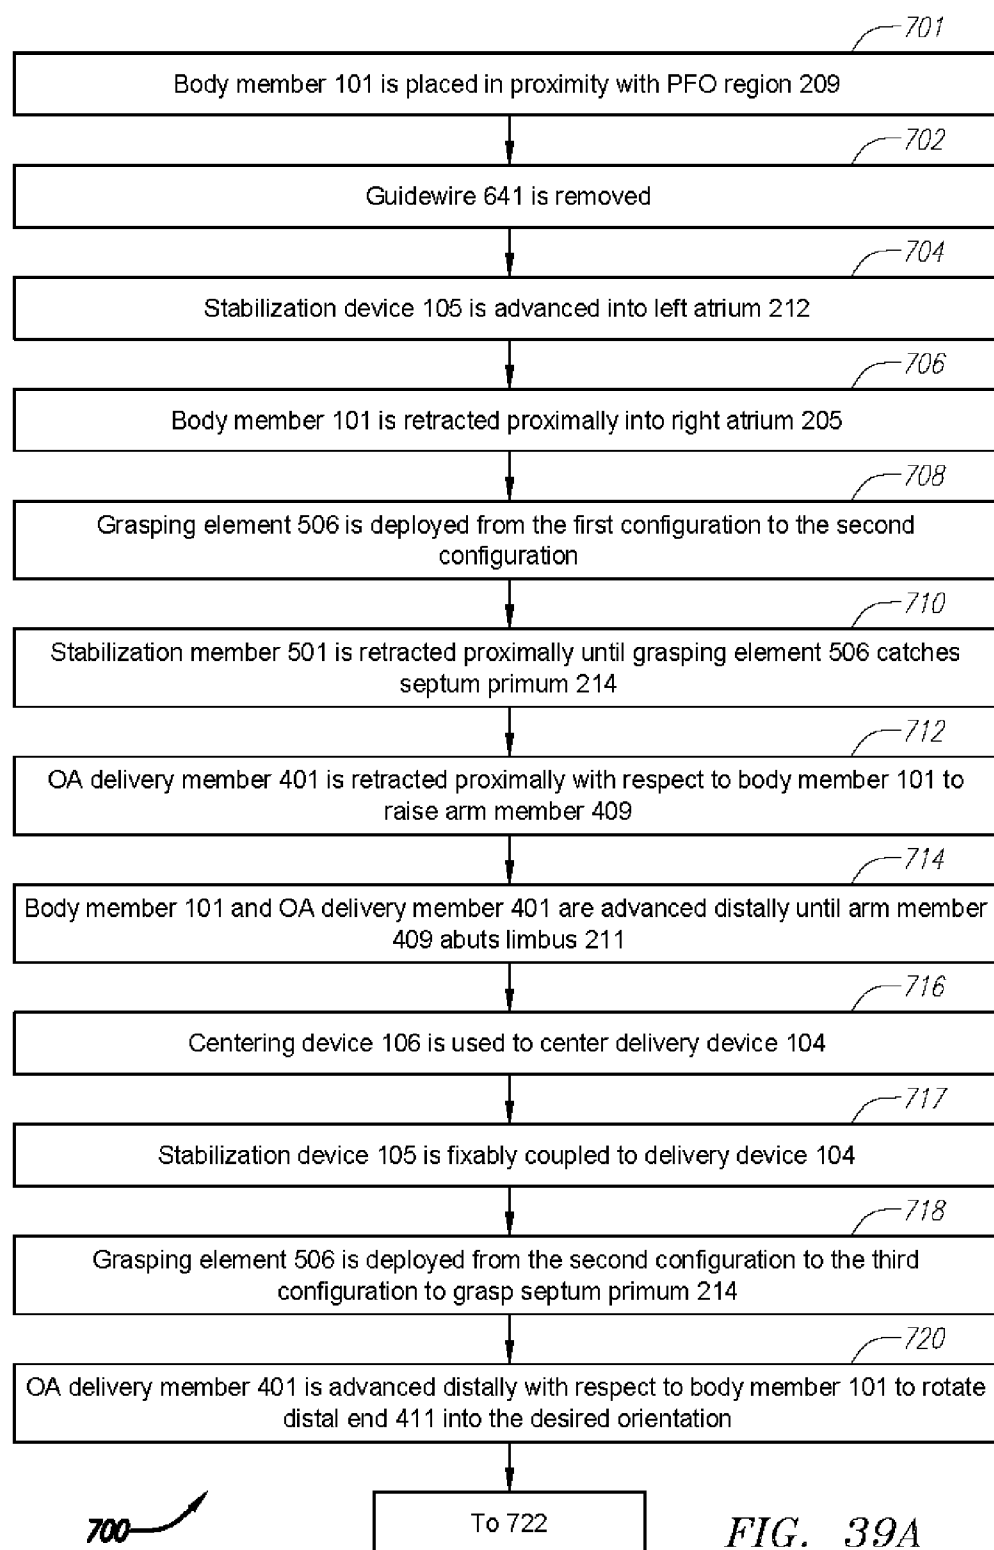 701
Body member 101 is placed in proximity with PFO region 209
702
Guidewire 641 is removed
704
Stabilization device 105 is advanced into left atrium 212
706
Body member 101 is retracted proximally into right atrium 205
708
Grasping element 506 is deployed from the first configuration to the second
configuration
710
Stabilization member 501 is retracted proximally until grasping element 506 catches
septum primum 214
712
OA delivery member 401 is retracted proximally with respect to body member 101 to
raise arm member 409
714
Body member 101 and OA delivery member 401 are advanced distally until arm member
409 abuts limbus 211
716
Centering device 106 is used to center delivery device 104
717
Stabilization device 105 is fixably coupled to delivery device 104
718
Grasping element 506 is deployed from the second configuration to the third
configuration to grasp septum primum 214
720
OA delivery member 401 is advanced distally with respect to body member 101 to rotate
distal end 411 into the desired orientation
700
To 722
FIG. 39A